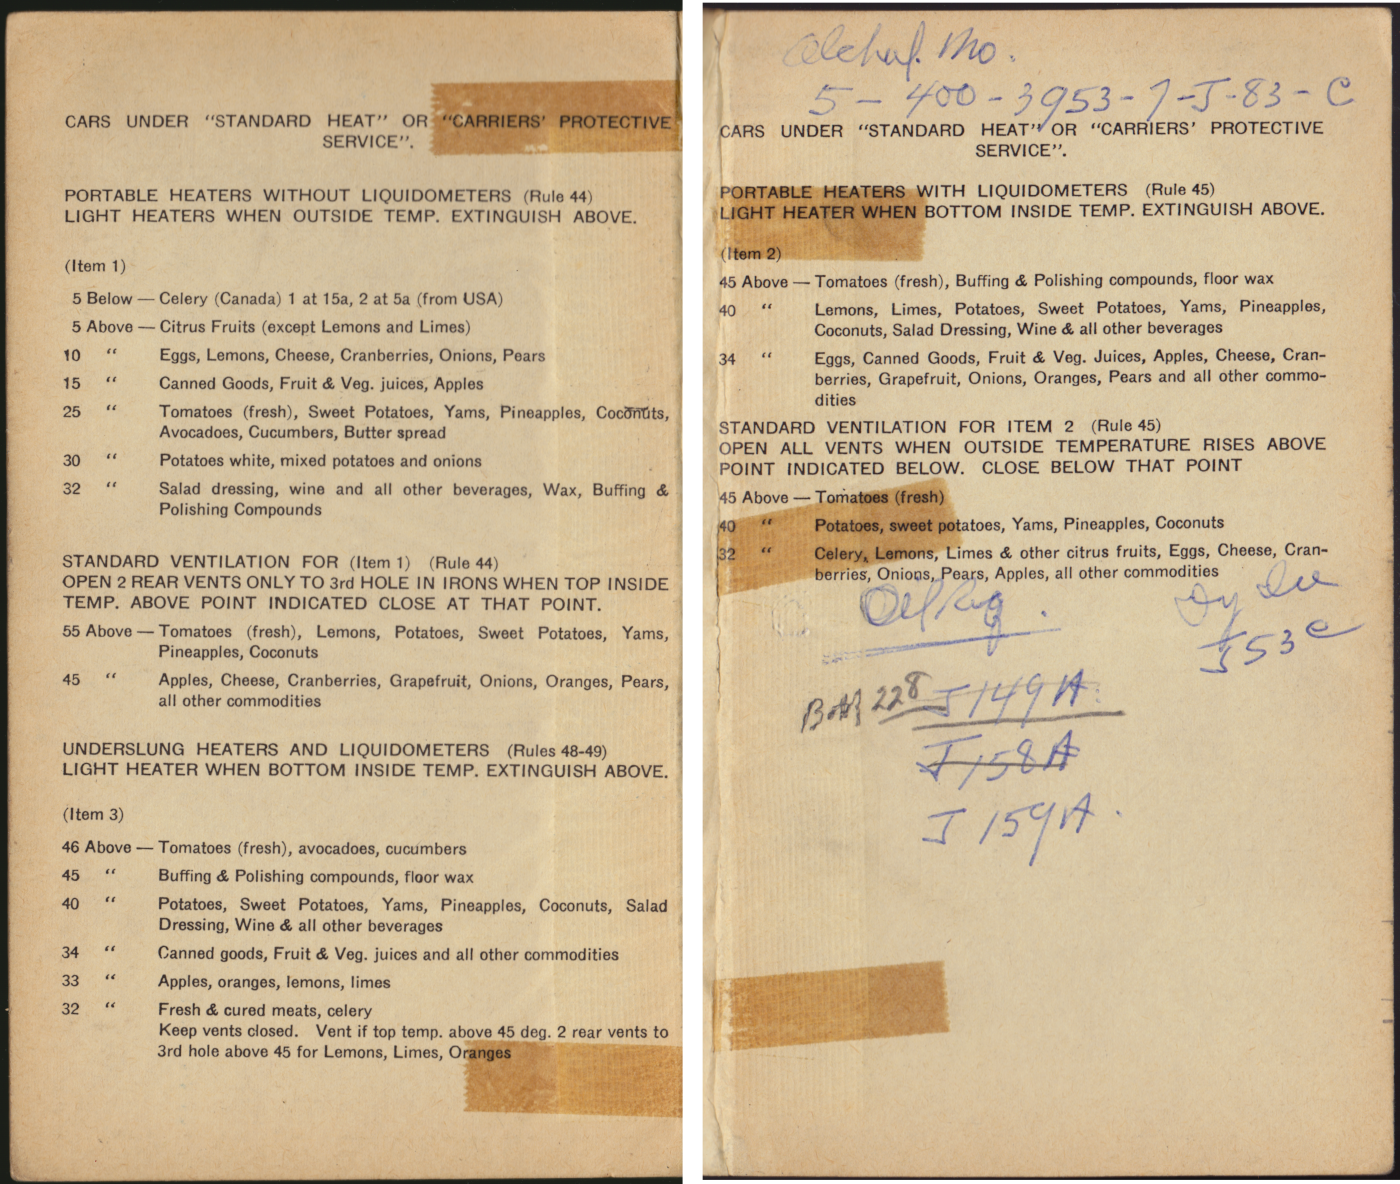 CARS UNDER “STANDARD HEAT” OR “CARRIERS’ PROTECTIVE
SERVICE”.
PORTABLE HEATERS WITHOUT LIQUIDOMETERS (Rule 44)
LIGHT HEATERS WHEN OUTSIDE TEMP. EXTINGUISH ABOVE.
(Item 1)
5 Below — Celery (Canada) 1 at 15a, 2 at 5a (from USA)
5 Above — Citrus Fruits (except Lemons and Limes)
10 “ Eggs, Lemons, Cheese, Cranberries, Onions, Pears
15 “ Canned Goods, Fruit & Veg. juices, Apples
25 “ Tomatoes (fresh), Sweet Potatoes, Yams, Pineapples, Coconuts,
Avocadoes, Cucumbers, Butter spread
30 “ Potatoes white, mixed potatoes and onions
32 “ Salad dressing, wine and all other beverages, Wax, Buffing &
Polishing Compounds
STANDARD VENTILATION FOR (Item 1) (Rule 44)
OPEN 2 REAR VENTS ONLY TO 3rd HOLE IN IRONS WHEN TOP INSIDE
TEMP. ABOVE POINT INDICATED CLOSE AT THAT POINT.
55 Above — Tomatoes (fresh), Lemons, Potatoes, Sweet Potatoes, Yams,
Pineapples, Coconuts
45 “ Apples, Cheese, Cranberries, Grapefruit, Onions, Oranges, Pears,
all other commodities
UNDERSLUNG HEATERS AND LIQUIDOMETERS (Rules 48-49)
LIGHT HEATER WHEN BOTTOM INSIDE TEMP. EXTINGUISH ABOVE.
(Item 3)
46 Above — Tomatoes (fresh), avocadoes, cucumbers
45 “ Buffing & Polishing compounds, floor wax
40 “ Potatoes, Sweet Potatoes, Yams, Pineapples, Coconuts, Salad
Dressing, Wine & all other beverages
34 “ Canned goods, Fruit & Veg. juices and all other commodities
33 “ Apples, oranges, lemons, limes
32 “ Fresh & cured meats, celery
Keep vents closed. Vent if top temp. above 45 deg. 2 rear vents to
3rd hole above 45 for Lemons, Limes, Oranges
Mo.
5 - 400 - 3953 - 7 - J - 83 - C
CARS UNDER “STANDARD HEAT” OR “CARRIERS’ PROTECTIVE
SERVICE”.
PORTABLE HEATERS WITH LIQUIDOMETERS (Rule 45)
LIGHT HEATER WHEN BOTTOM INSIDE TEMP. EXTINGUISH ABOVE.
(Item 2)
45 Above — Tomatoes (fresh), Buffing & Polishing compounds, floor wax
40 “ Lemons, Limes, Potatoes, Sweet Potatoes, Yams, Pineapples,
Coconuts, Salad Dressing, Wine & all other beverages
34 “ Eggs, Canned Goods, Fruit & Veg. Juices, Apples, Cheese, Cran-
berries, Grapefruit, Onions, Oranges, Pears and all other commo-
dities
STANDARD VENTILATION FOR ITEM 2 (Rule 45)
OPEN ALL VENTS WHEN OUTSIDE TEMPERATURE RISES ABOVE
POINT INDICATED BELOW. CLOSE BELOW THAT POINT
45 Above — Tomatoes (fresh)
40 “ Potatoes, sweet potatoes, Yams, Pineapples, Coconuts
32 “ Celery, Lemons, Limes & other citrus fruits, Eggs, Cheese, Cran-
berries, Onions, Pears, Apples, all other commodities
J 53 C
228 J 149 A.
J 158 A
J 159 A.